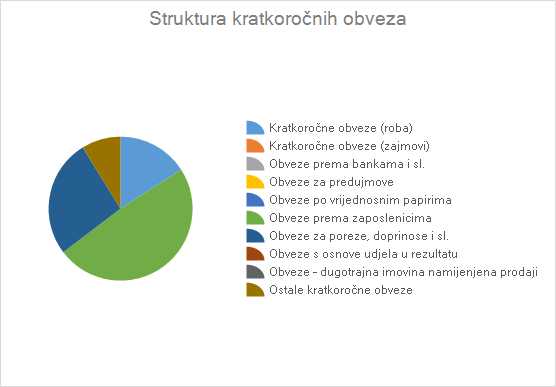 Struktura kratkoročnih obveza
Kratkoročne obveze (roba)
Kratkoročne obveze (zajmovi)
Obveze prema bankama i sl.
Obveze za predujmove
Obveze po vrijednosnim papirima
Obveze prema zaposlenicima
Obveze za poreze, doprinose i sl.
Obveze s osnove udjela u rezultatu
Obveze – dugotrajna imovina namijenjena prodaji
Ostale kratkoročne obveze